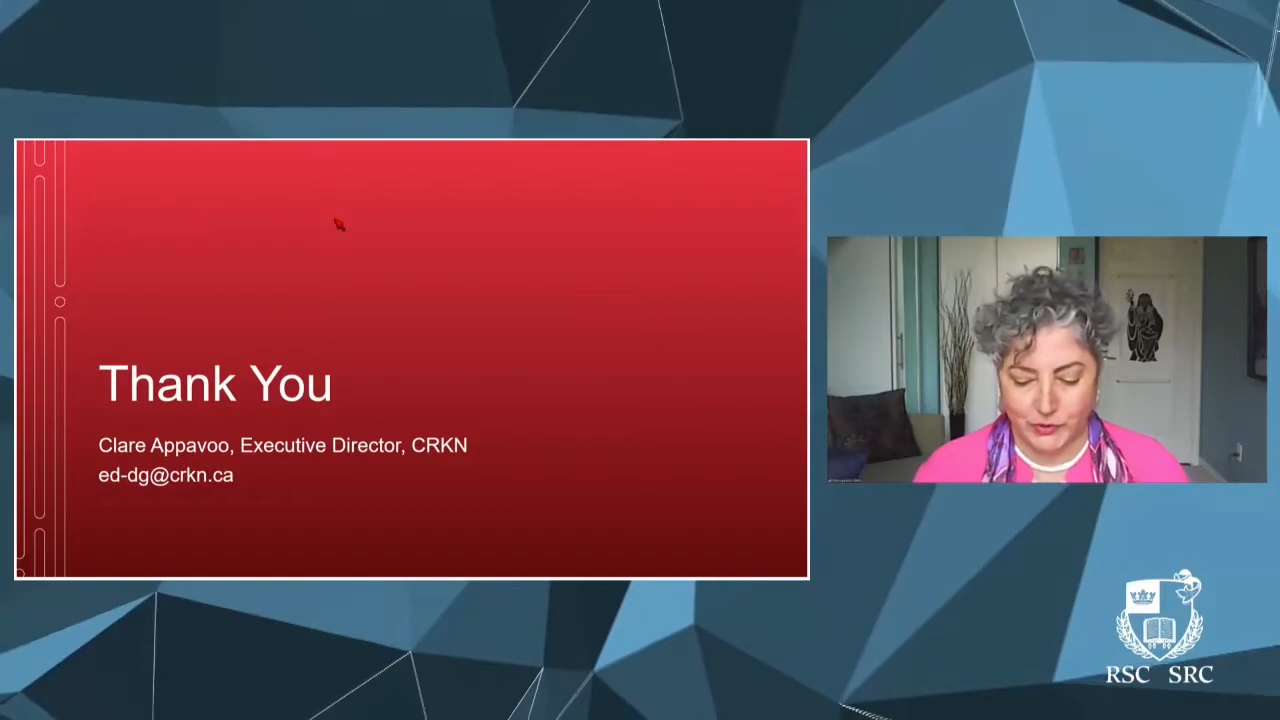 Thank You
Clare Appavoo, Executive Director, CRKN
ed-dg@crkn.ca
RSC SRC